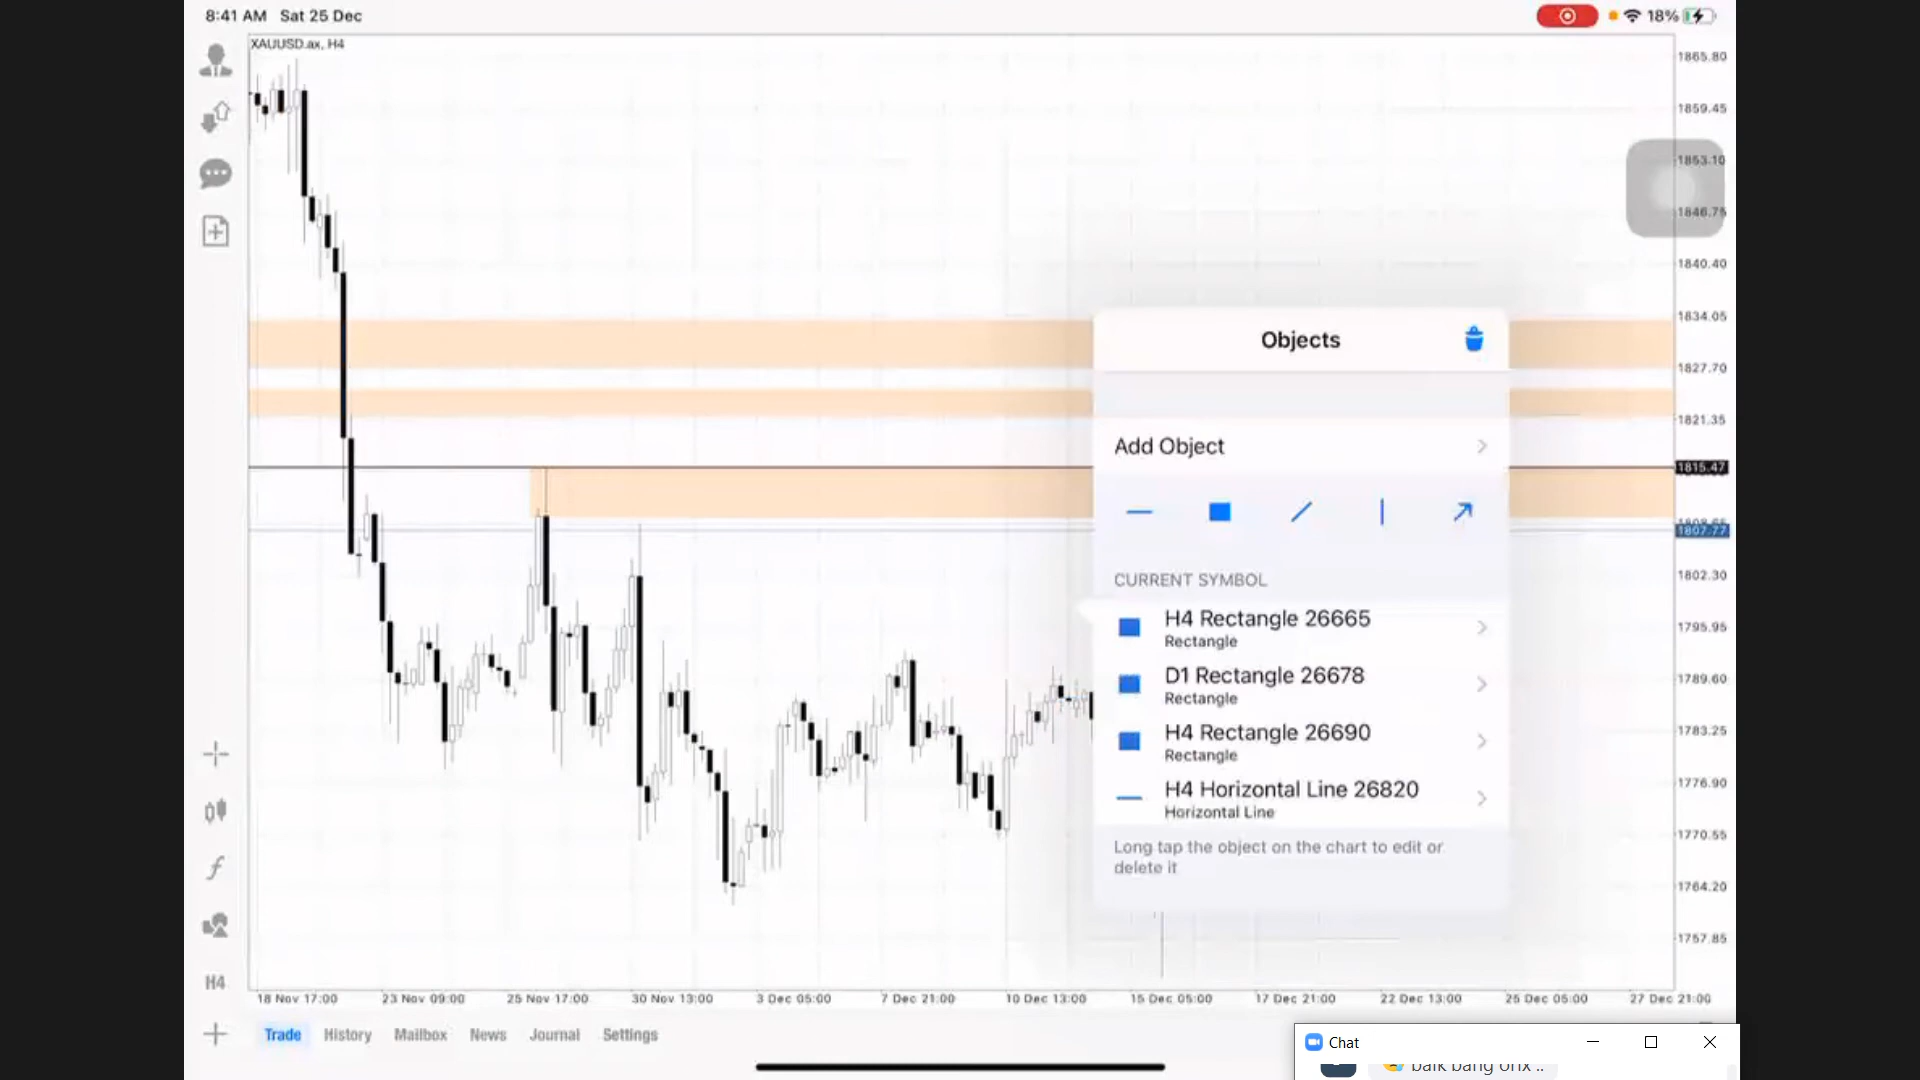 8:41 AM Sat 25 Dec
18%
XAUUSD.ax, H4
1865.80
1859.45
1853.10
1846.75
1840.40
1834.05
1827.70
1821.35
1815.47
1807.77
1802.30
1795.95
1789.60
1783.25
1776.90
1770.55
1764.20
1757.85
Objects
Add Object
CURRENT SYMBOL
H4 Rectangle 26665
Rectangle
D1 Rectangle 26678
Rectangle
H4 Rectangle 26690
Rectangle
H4 Horizontal Line 26820
Horizontal Line
Long tap the object on the chart to edit or
delete it
H4
18 Nov 17:00 23 Nov 09:00 25 Nov 17:00 30 Nov 13:00 3 Dec 05:00 7 Dec 21:00 10 Dec 13:00 15 Dec 05:00 17 Dec 21:00 22 Dec 13:00 25 Dec 05:00 27 Dec 21:00
Trade History Mailbox News Journal Settings
Chat
baik bang orix ..